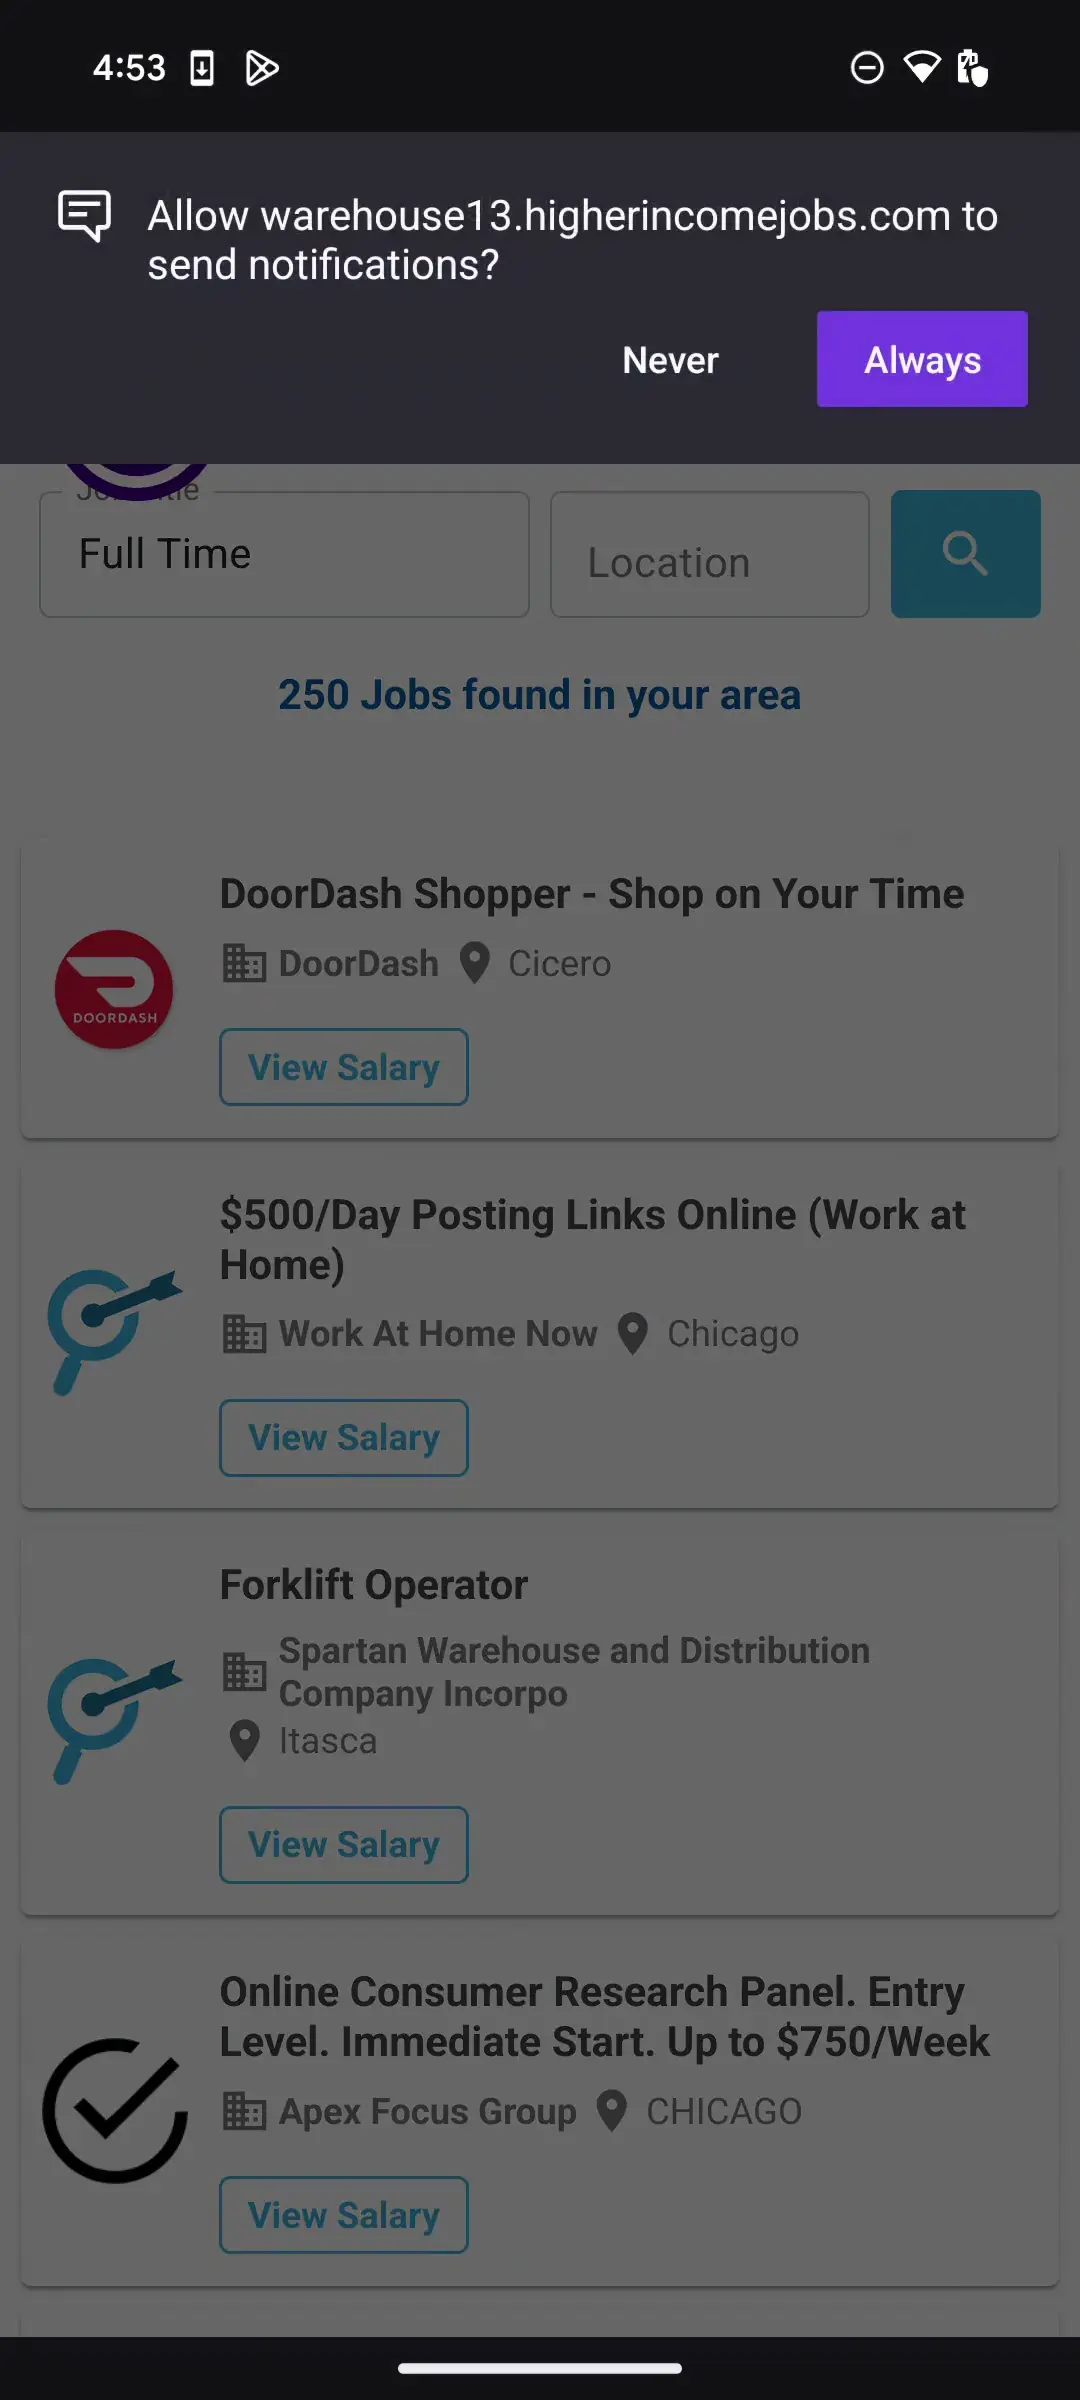 4:53
Allow warehouse13.higherincomejobs.com to
send notifications?
Never
Always
Full Time
Location
250 Jobs found in your area
DoorDash Shopper - Shop on Your Time
DoorDash
Cicero
DOORDASH
View Salary
$500/Day Posting Links Online (Work at
Home)
Work At Home Now
Chicago
View Salary
Forklift Operator
Spartan Warehouse and Distribution
Company Incorpo
Itasca
View Salary
Online Consumer Research Panel. Entry
Level. Immediate Start. Up to $750/Week
Apex Focus Group
CHICAGO
View Salary